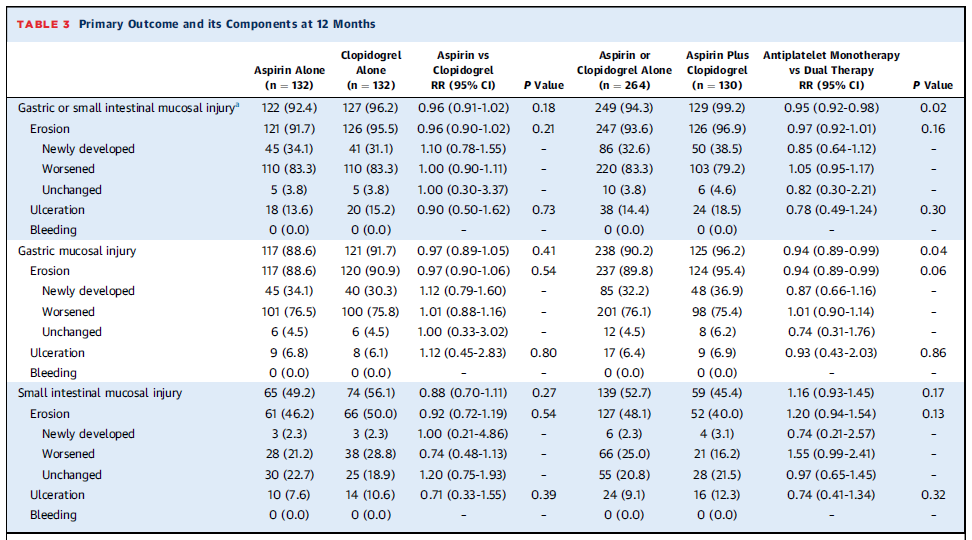 TABLE 3 Primary Outcome and its Components at 12 Months
Aspirin Alone (n = 132) Clopidogrel Alone (n = 132) Aspirin vs Clopidogrel RR (95% CI) P Value Aspirin or Clopidogrel Alone (n = 264) Aspirin Plus Clopidogrel (n = 130) Antiplatelet Monotherapy vs Dual Therapy RR (95% CI) P Value
Gastric or small intestinal mucosal injuryᵃ 122 (92.4) 127 (96.2) 0.96 (0.91-1.02) 0.18 249 (94.3) 129 (99.2) 0.95 (0.92-0.98) 0.02
Erosion 121 (91.7) 126 (95.5) 0.96 (0.90-1.02) 0.21 247 (93.6) 126 (96.9) 0.97 (0.92-1.01) 0.16
Newly developed 45 (34.1) 41 (31.1) 1.10 (0.78-1.55) – 86 (32.6) 50 (38.5) 0.85 (0.64-1.12) –
Worsened 110 (83.3) 110 (83.3) 1.00 (0.90-1.11) – 220 (83.3) 103 (79.2) 1.05 (0.95-1.17) –
Unchanged 5 (3.8) 5 (3.8) 1.00 (0.30-3.37) – 10 (3.8) 6 (4.6) 0.82 (0.30-2.21) –
Ulceration 18 (13.6) 20 (15.2) 0.90 (0.50-1.62) 0.73 38 (14.4) 24 (18.5) 0.78 (0.49-1.24) 0.30
Bleeding 0 (0.0) 0 (0.0) – – 0 (0.0) 0 (0.0) – –
Gastric mucosal injury 117 (88.6) 121 (91.7) 0.97 (0.89-1.05) 0.41 238 (90.2) 125 (96.2) 0.94 (0.89-0.99) 0.04
Erosion 117 (88.6) 120 (90.9) 0.97 (0.90-1.06) 0.54 237 (89.8) 124 (95.4) 0.94 (0.89-0.99) 0.06
Newly developed 45 (34.1) 40 (30.3) 1.12 (0.79-1.60) – 85 (32.2) 48 (36.9) 0.87 (0.66-1.16) –
Worsened 101 (76.5) 100 (75.8) 1.01 (0.88-1.16) – 201 (76.1) 98 (75.4) 1.01 (0.90-1.14) –
Unchanged 6 (4.5) 6 (4.5) 1.00 (0.33-3.02) – 12 (4.5) 8 (6.2) 0.74 (0.31-1.76) –
Ulceration 9 (6.8) 8 (6.1) 1.12 (0.45-2.83) 0.80 17 (6.4) 9 (6.9) 0.93 (0.43-2.03) 0.86
Bleeding 0 (0.0) 0 (0.0) – – 0 (0.0) 0 (0.0) – –
Small intestinal mucosal injury 65 (49.2) 74 (56.1) 0.88 (0.70-1.11) 0.27 139 (52.7) 59 (45.4) 1.16 (0.93-1.45) 0.17
Erosion 61 (46.2) 66 (50.0) 0.92 (0.72-1.19) 0.54 127 (48.1) 52 (40.0) 1.20 (0.94-1.54) 0.13
Newly developed 3 (2.3) 3 (2.3) 1.00 (0.21-4.86) – 6 (2.3) 4 (3.1) 0.74 (0.21-2.57) –
Worsened 28 (21.2) 38 (28.8) 0.74 (0.48-1.13) – 66 (25.0) 21 (16.2) 1.55 (0.99-2.41) –
Unchanged 30 (22.7) 25 (18.9) 1.20 (0.75-1.93) – 55 (20.8) 28 (21.5) 0.97 (0.65-1.45) –
Ulceration 10 (7.6) 14 (10.6) 0.71 (0.33-1.55) 0.39 24 (9.1) 16 (12.3) 0.74 (0.41-1.34) 0.32
Bleeding 0 (0.0) 0 (0.0) – – 0 (0.0) 0 (0.0) – –